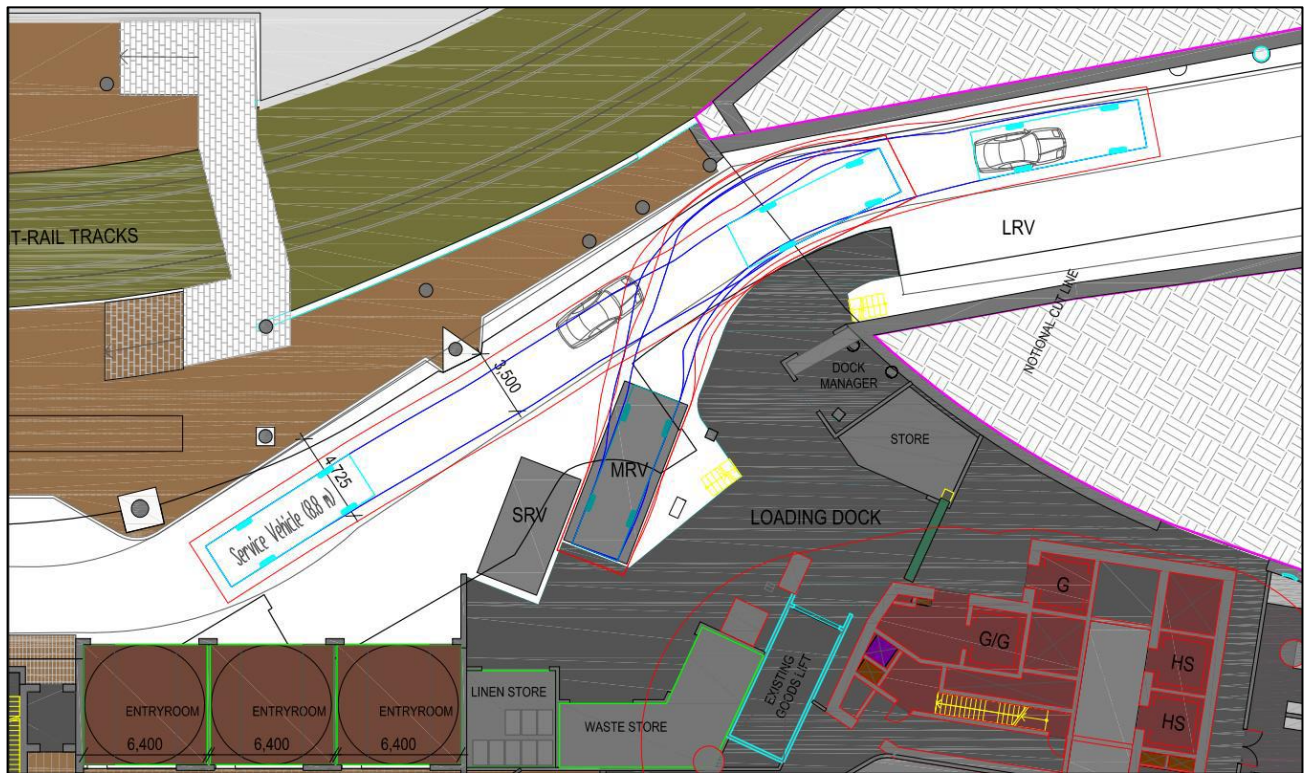 T-RAIL TRACKS
LRV
NOTIONAL CUT LINE
3,500
DOCK
MANAGER
STORE
4,725
Service Vehicle (8.8 m)
MRV
SRV
LOADING DOCK
G
G/G
HS
HS
EXISTING
GOODS LIFT
LINEN STORE
WASTE STORE
ENTRYROOM
ENTRYROOM
ENTRYROOM
6,400
6,400
6,400